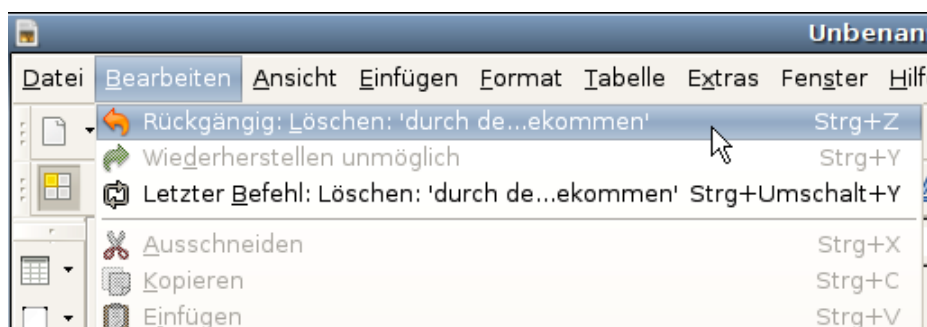 Unbenan
Datei Bearbeiten Ansicht Einfügen Format Tabelle Extras Fenster Hilf
Rückgängig: Löschen: 'durch de...ekommen' Strg+Z
Wiederherstellen unmöglich Strg+Y
Letzter Befehl: Löschen: 'durch de...ekommen' Strg+Umschalt+Y
Ausschneiden Strg+X
Kopieren Strg+C
Einfügen Strg+V